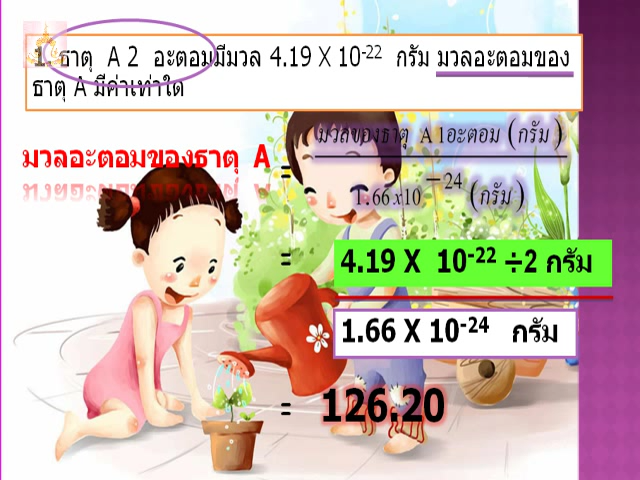 1. ธาตุ A 2 อะตอมมีมวล 4.19 X 10-22 กรัม มวลอะตอมของ
ธาตุ A มีค่าเท่าใด
มวลอะตอมของธาตุ A = มวลของธาตุ A 1อะตอม (กรัม)
1.66x10−24 (กรัม)
= 4.19 X 10-22 ÷2 กรัม
1.66 X 10-24 กรัม
= 126.20